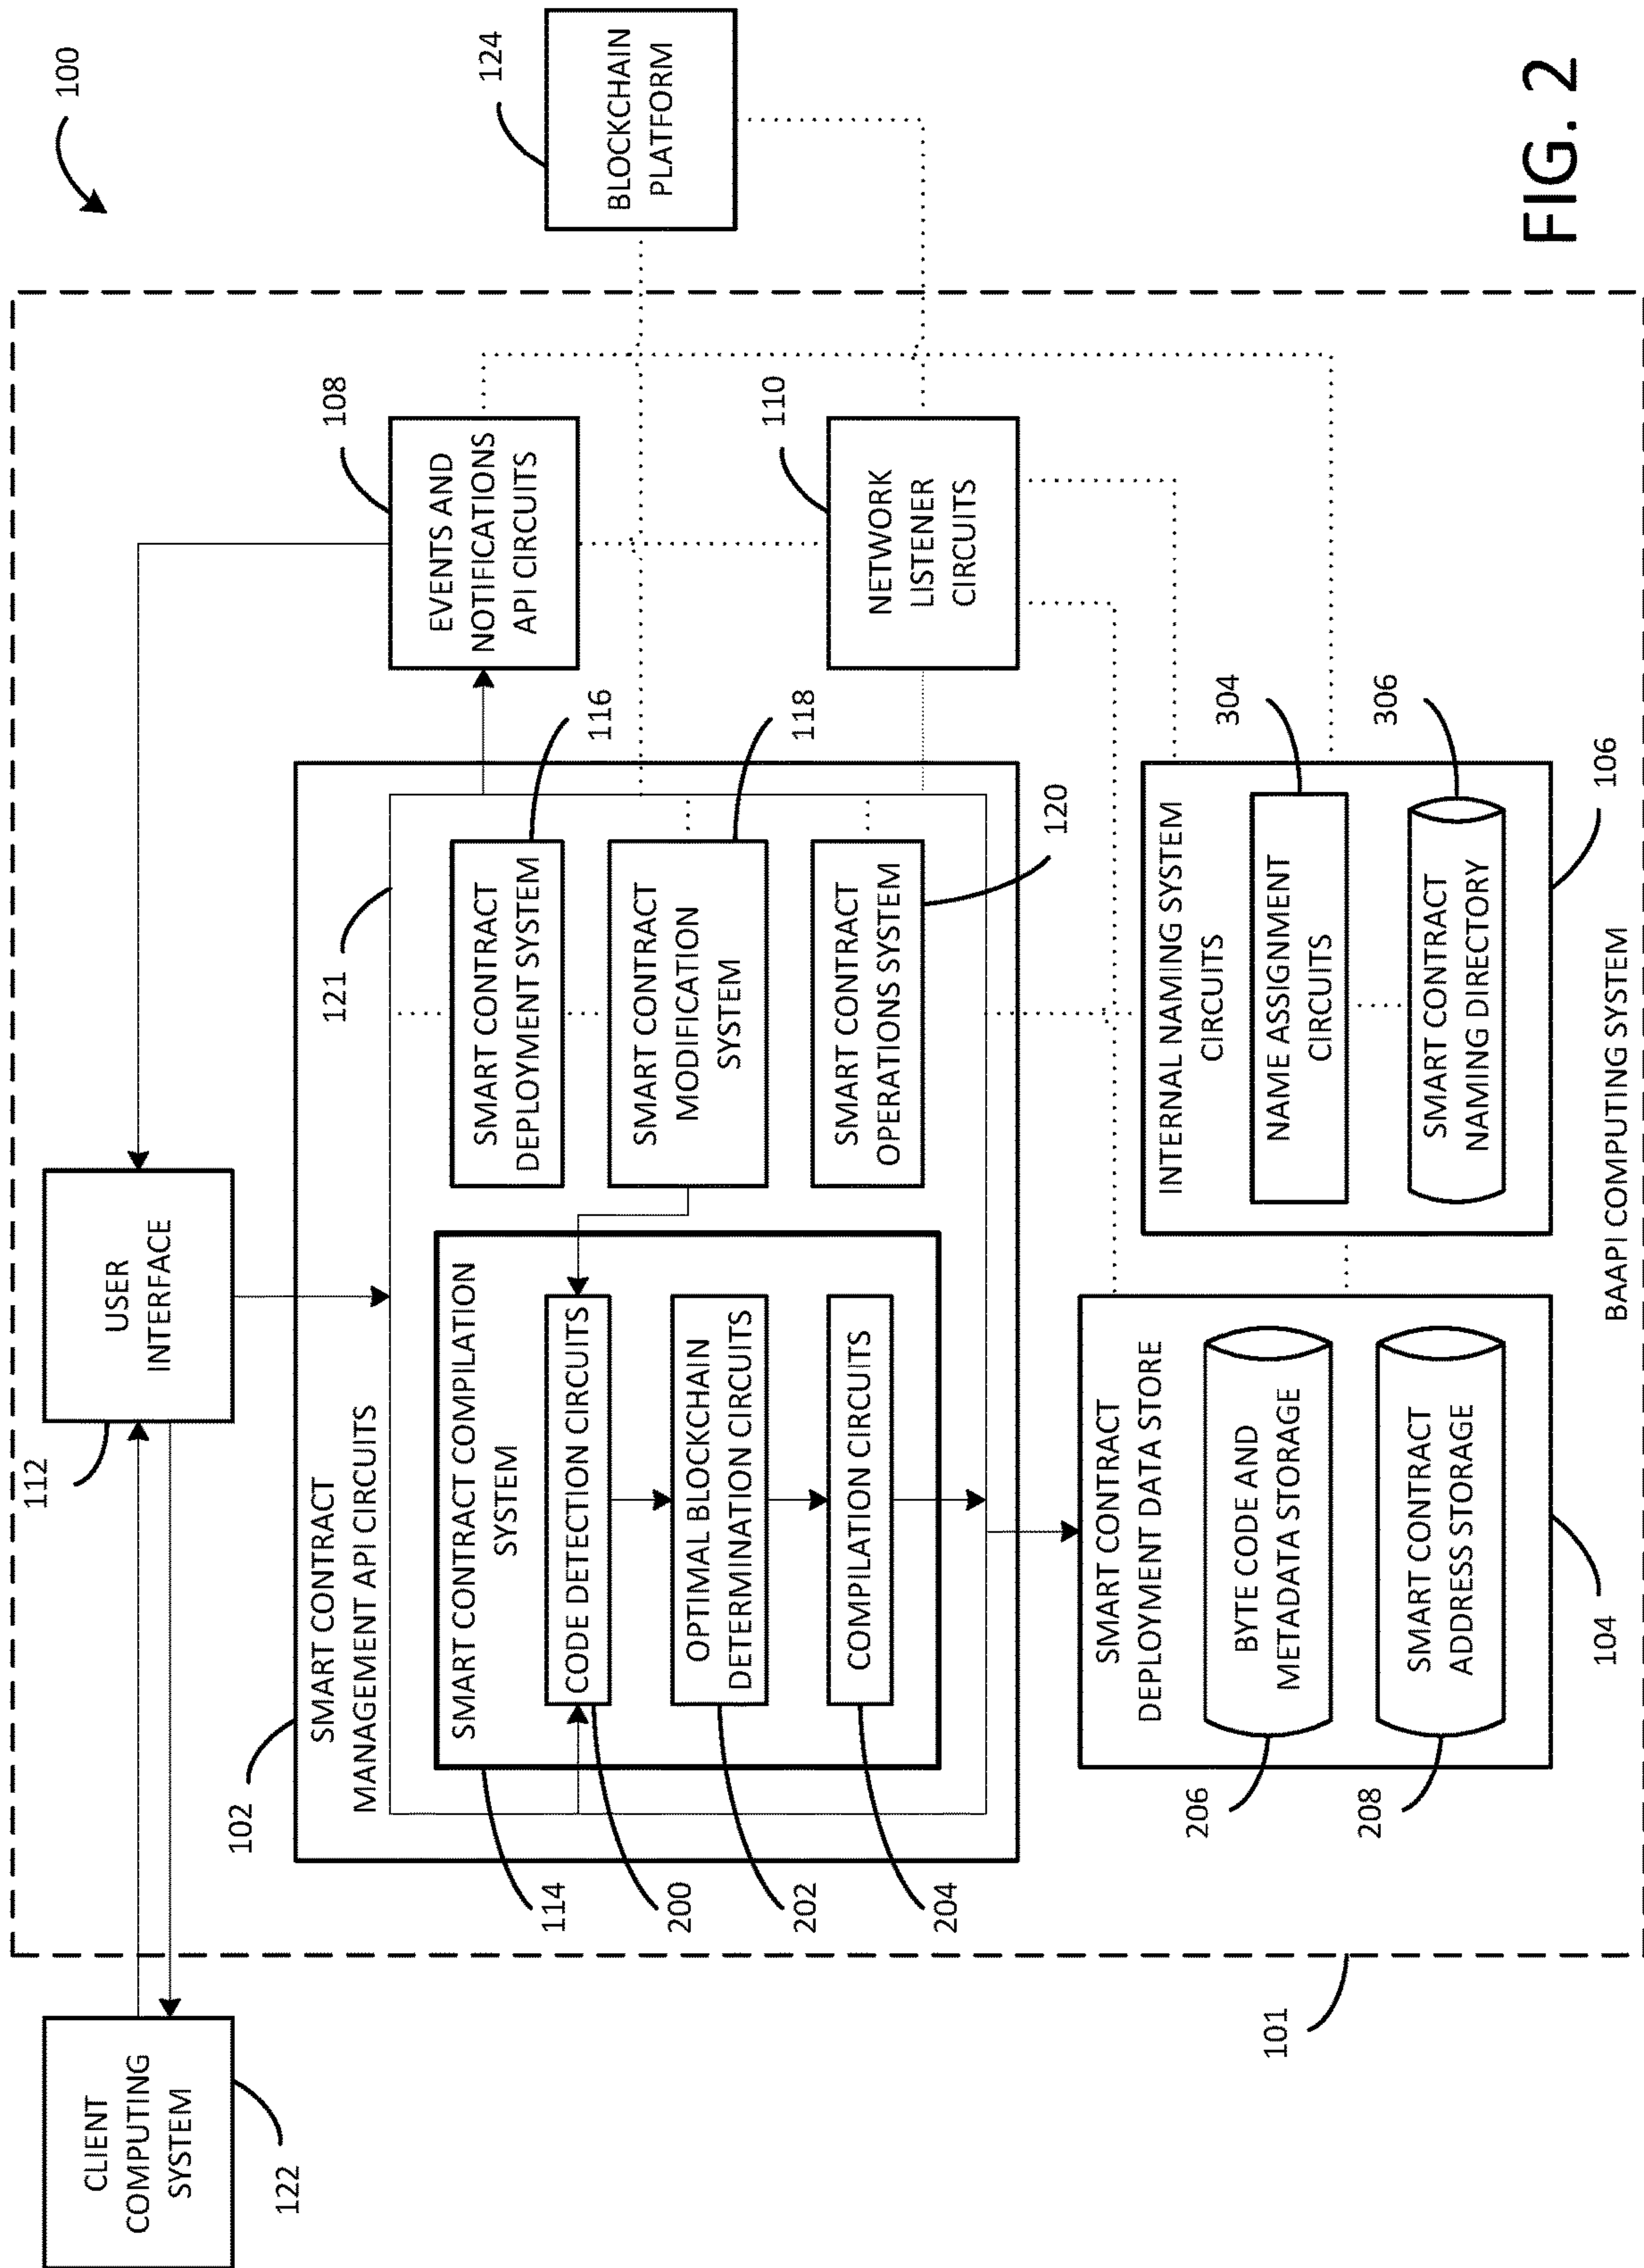 100
CLIENT
COMPUTING
SYSTEM
122
USER
INTERFACE
112
101
102
SMART CONTRACT
MANAGEMENT API CIRCUITS
121
114
SMART CONTRACT COMPILATION
SYSTEM
CODE DETECTION CIRCUITS
200
OPTIMAL BLOCKCHAIN
DETERMINATION CIRCUITS
202
COMPILATION CIRCUITS
204
SMART CONTRACT
DEPLOYMENT SYSTEM
116
SMART CONTRACT
MODIFICATION
SYSTEM
118
SMART CONTRACT
OPERATIONS SYSTEM
120
EVENTS AND
NOTIFICATIONS
API CIRCUITS
108
NETWORK
LISTENER
CIRCUITS
110
BLOCKCHAIN
PLATFORM
124
SMART CONTRACT
DEPLOYMENT DATA STORE
BYTE CODE AND
METADATA STORAGE
206
SMART CONTRACT
ADDRESS STORAGE
208
104
INTERNAL NAMING SYSTEM
CIRCUITS
NAME ASSIGNMENT
CIRCUITS
304
SMART CONTRACT
NAMING DIRECTORY
306
106
BAAPI COMPUTING SYSTEM
FIG. 2